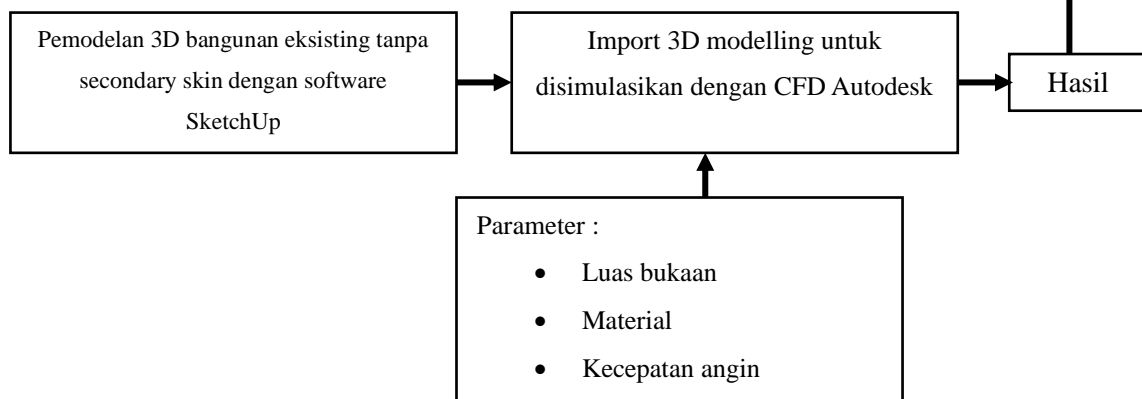 Pemodelan 3D bangunan eksisting tanpa
secondary skin dengan software
SketchUp
Import 3D modelling untuk
disimulasikan dengan CFD Autodesk
Hasil
Parameter :
• Luas bukaan
• Material
• Kecepatan angin